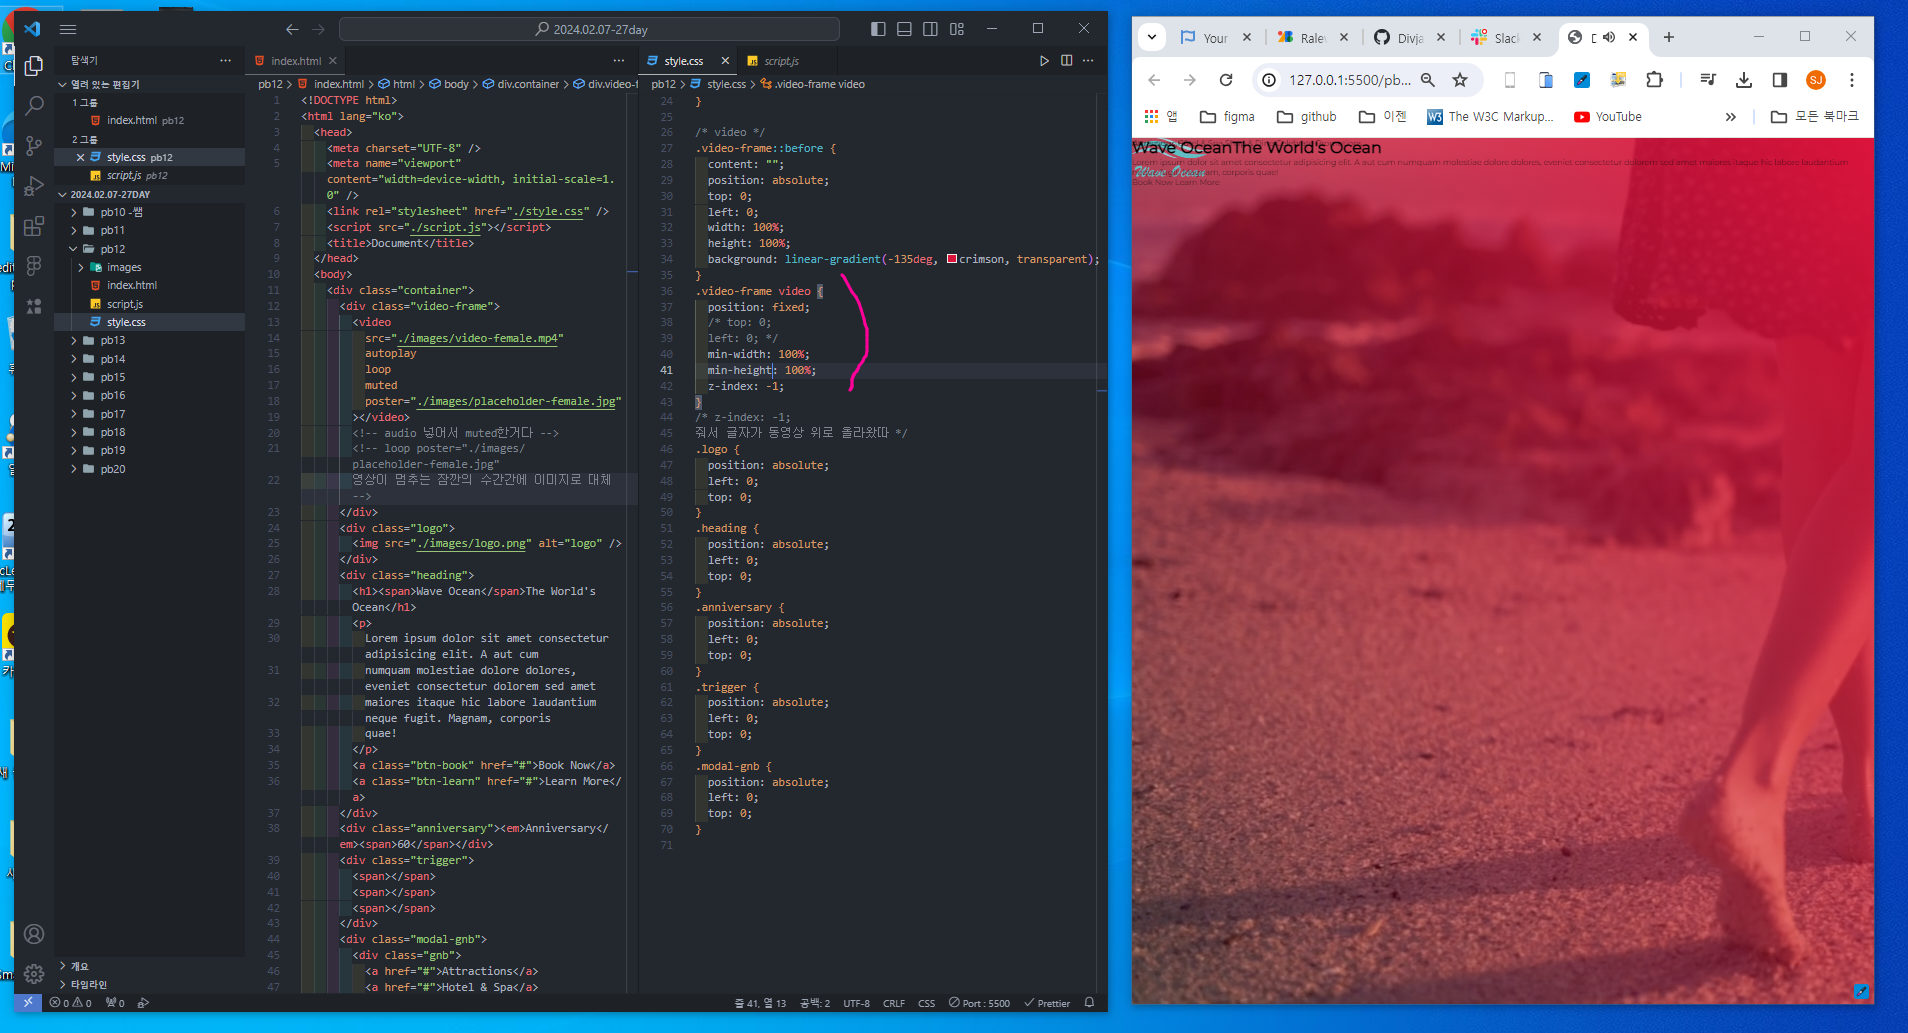 2024.02.07-27day
탐색기
열려 있는 편집기
1 그룹
index.html pb12
2 그룹
style.css pb12
script.js pb12
2024.02.07-27DAY
pb10 -쌤
pb11
pb12
images
index.html
script.js
style.css
pb13
pb14
pb15
pb16
pb17
pb18
pb19
pb20
개요
타임라인
index.html
pb12 > index.html > html > body > div.container > div.video-f
1 <!DOCTYPE html>
2 <html lang="ko">
3 <head>
4 <meta charset="UTF-8" />
5 <meta name="viewport"
content="width=device-width, initial-scale=1.
0" />
6 <link rel="stylesheet" href="./style.css" />
7 <script src="./script.js"></script>
8 <title>Document</title>
9 </head>
10 <body>
11 <div class="container">
12 <div class="video-frame">
13 <video
14 src="./images/video-female.mp4"
15 autoplay
16 loop
17 muted
18 poster="./images/placeholder-female.jpg"
19 ></video>
20 <!-- audio 넣어서 muted한거다 -->
21 <!-- loop poster="./images/
placeholder-female.jpg"
22 영상이 멈추는 잠깐의 수간간에 이미지로 대체
-->
23 </div>
24 <div class="logo">
25 <img src="./images/logo.png" alt="logo" />
26 </div>
27 <div class="heading">
28 <h1><span>Wave Ocean</span>The World's
Ocean</h1>
29 <p>
30 Lorem ipsum dolor sit amet consectetur
adipisicing elit. A aut cum
31 numquam molestiae dolore dolores,
eveniet consectetur dolorem sed amet
32 maiores itaque hic labore laudantium
neque fugit. Magnam, corporis
33 quae!
34 </p>
35 <a class="btn-book" href="#">Book Now</a>
36 <a class="btn-learn" href="#">Learn More</
a>
37 </div>
38 <div class="anniversary"><em>Anniversary</
em><span>60</span></div>
39 <div class="trigger">
40 <span></span>
41 <span></span>
42 <span></span>
43 </div>
44 <div class="modal-gnb">
45 <div class="gnb">
46 <a href="#">Attractions</a>
47 <a href="#">Hotel & Spa</a>
style.css
script.js
pb12 > style.css > .video-frame video
24 }
25
26 /* video */
27 .video-frame::before {
28 content: "";
29 position: absolute;
30 top: 0;
31 left: 0;
32 width: 100%;
33 height: 100%;
34 background: linear-gradient(-135deg, crimson, transparent);
35 }
36 .video-frame video {
37 position: fixed;
38 /* top: 0;
39 left: 0; */
40 min-width: 100%;
41 min-height: 100%;
42 z-index: -1;
43 }
44 /* z-index: -1;
45 줘서 글자가 동영상 위로 올라왔따 */
46 .logo {
47 position: absolute;
48 left: 0;
49 top: 0;
50 }
51 .heading {
52 position: absolute;
53 left: 0;
54 top: 0;
55 }
56 .anniversary {
57 position: absolute;
58 left: 0;
59 top: 0;
60 }
61 .trigger {
62 position: absolute;
63 left: 0;
64 top: 0;
65 }
66 .modal-gnb {
67 position: absolute;
68 left: 0;
69 top: 0;
70 }
71
0 0 0
줄 41, 열 13 공백: 2 UTF-8 CRLF CSS Port : 5500 Prettier
Your Rale Divja Slac D
127.0.0.1:5500/pb...
SJ
앱 figma github 이젠 The W3C Markup... YouTube 모든 북마크
Wave OceanThe World's Ocean
Lorem ipsum dolor sit amet consectetur adipisicing elit. A aut cum numquam molestiae dolore dolores, eveniet consectetur dolorem sed amet maiores itaque hic labore laudantium
corporis quae!
Wave Ocean
Book Now Learn More